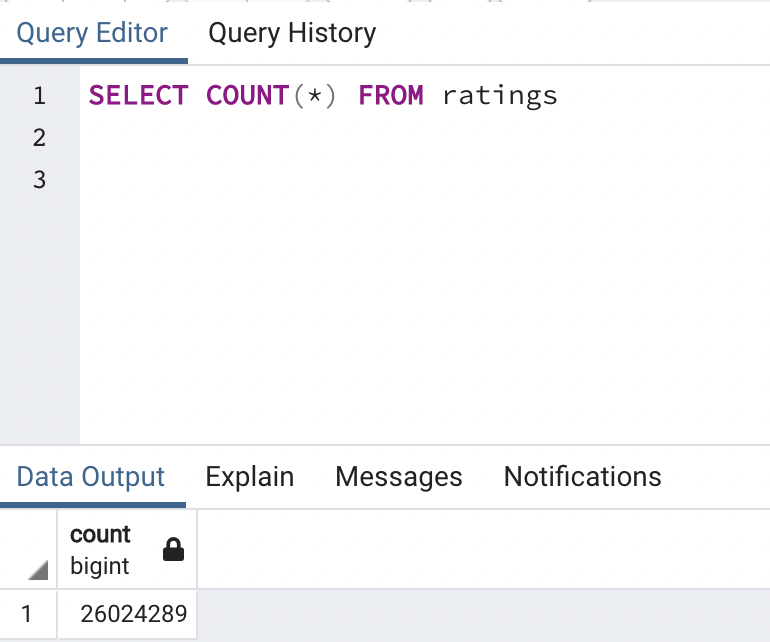 Query Editor Query History
1 SELECT COUNT(*) FROM ratings
2
3
Data Output Explain Messages Notifications
count
bigint
1 26024289